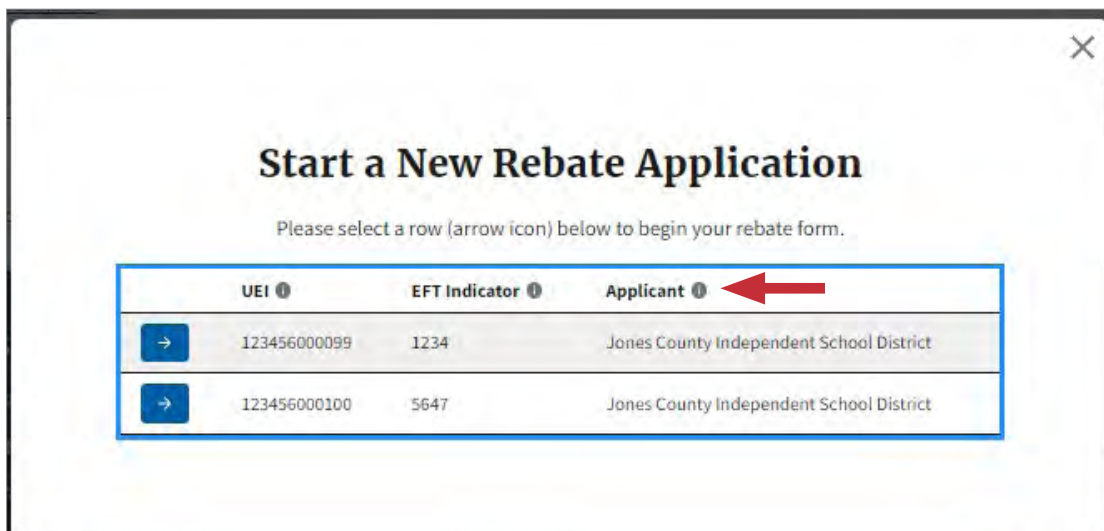 Start a New Rebate Application
Please select a row (arrow icon) below to begin your rebate form.
UEI EFT Indicator Applicant
123456000099 1234 Jones County Independent School District
123456000100 5647 Jones County Independent School District